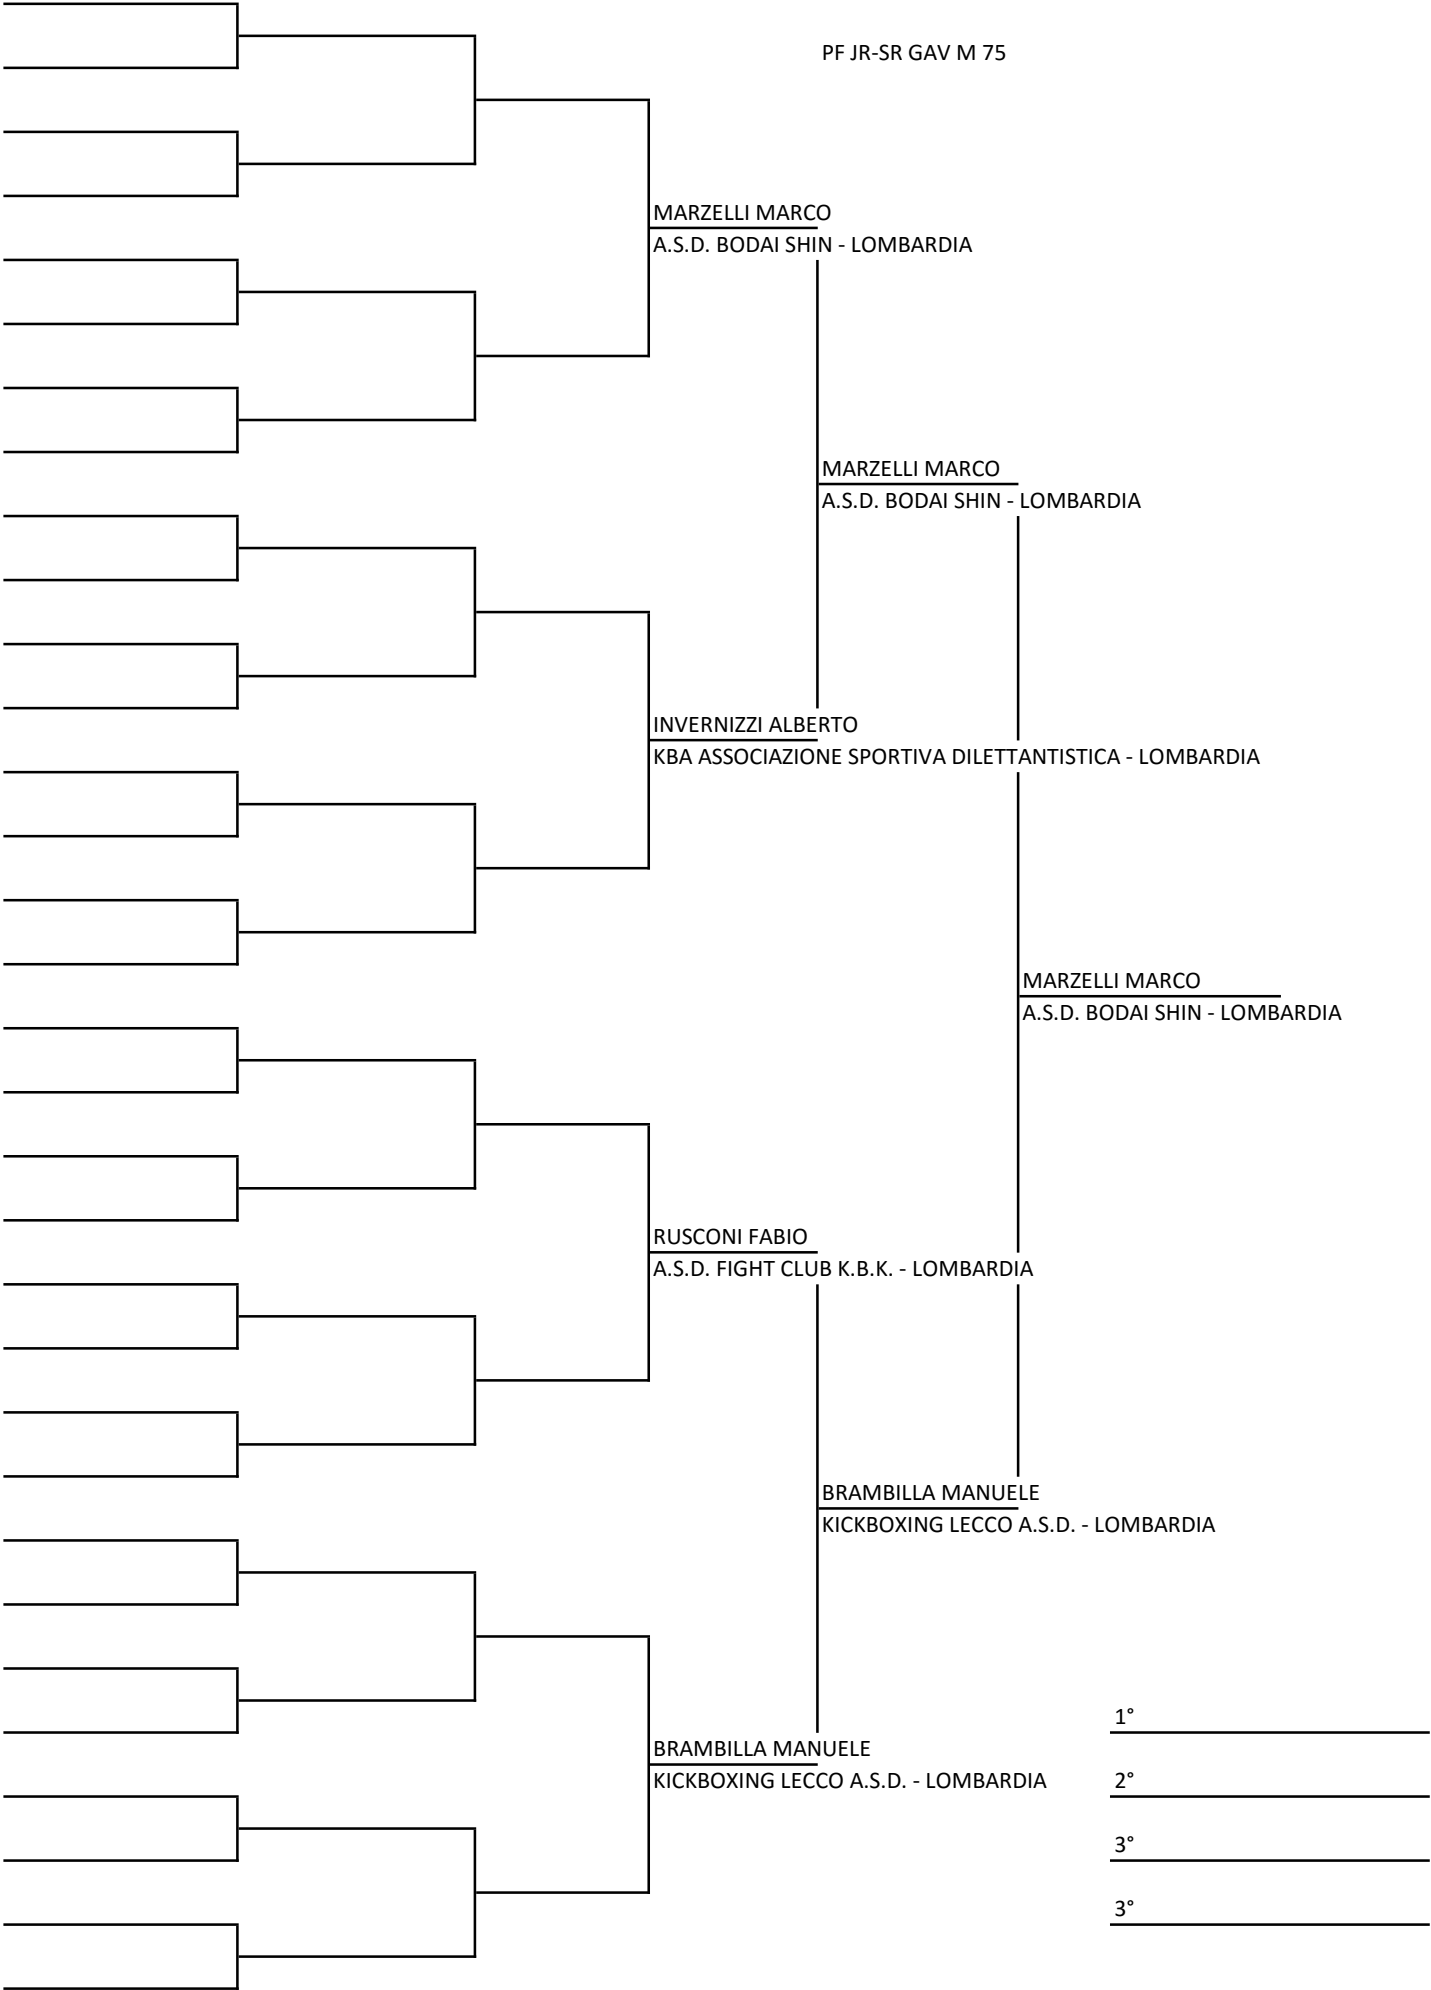 PF JR-SR GAV M 75
MARZELLI MARCO
A.S.D. BODAI SHIN - LOMBARDIA
MARZELLI MARCO
A.S.D. BODAI SHIN - LOMBARDIA
INVERNIZZI ALBERTO
KBA ASSOCIAZIONE SPORTIVA DILETTANTISTICA - LOMBARDIA
MARZELLI MARCO
A.S.D. BODAI SHIN - LOMBARDIA
RUSCONI FABIO
A.S.D. FIGHT CLUB K.B.K. - LOMBARDIA
BRAMBILLA MANUELE
KICKBOXING LECCO A.S.D. - LOMBARDIA
BRAMBILLA MANUELE
KICKBOXING LECCO A.S.D. - LOMBARDIA
1°
2°
3°
3°